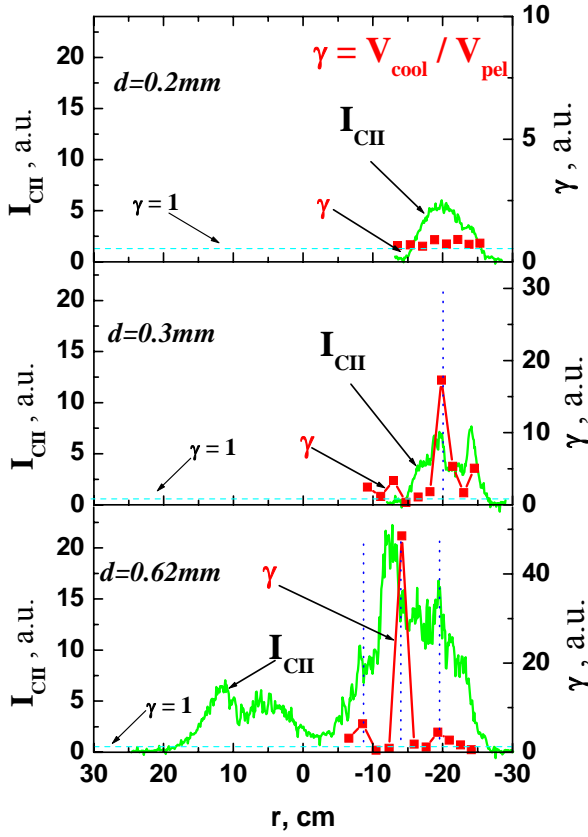 γ = V_cool / V_pel
d=0.2mm
I_CII
γ
γ = 1
I_CII , a.u.
0
5
10
15
20
γ , a.u.
0
5
10
d=0.3mm
I_CII
γ
γ = 1
I_CII , a.u.
0
5
10
15
20
γ , a.u.
0
10
20
30
d=0.62mm
γ
I_CII
γ = 1
I_CII , a.u.
0
5
10
15
20
γ , a.u.
0
20
40
30 20 10 0 -10 -20 -30
r, cm